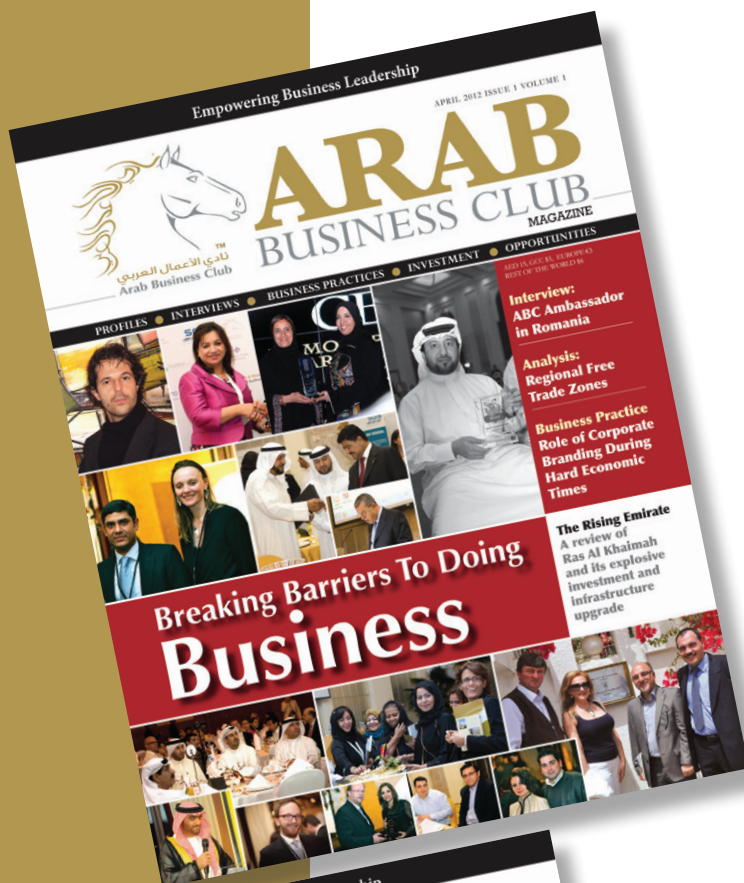 Empowering Business Leadership
APRIL 2012 ISSUE 1 VOLUME 1
ARAB
BUSINESS CLUB
MAGAZINE
TM
نادي الأعمال العربي
Arab Business Club
PROFILES ● INTERVIEWS ● BUSINESS PRACTICES ● INVESTMENT ● OPPORTUNITIES
AED 15, GCC $5, EUROPE €3
REST OF THE WORLD $6
Interview:
ABC Ambassador
in Romania
Analysis:
Regional Free
Trade Zones
Business Practice
Role of Corporate
Branding During
Hard Economic
Times
The Rising Emirate
A review of
Ras Al Khaimah
and its explosive
investment and
infrastructure
upgrade
Breaking Barriers To Doing
Business